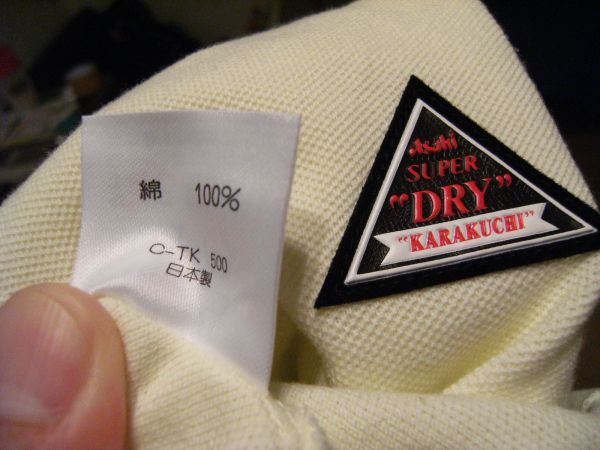 綿 100%
C-TK 500
日本製
Asahi
SUPER
"DRY"
"KARAKUCHI"